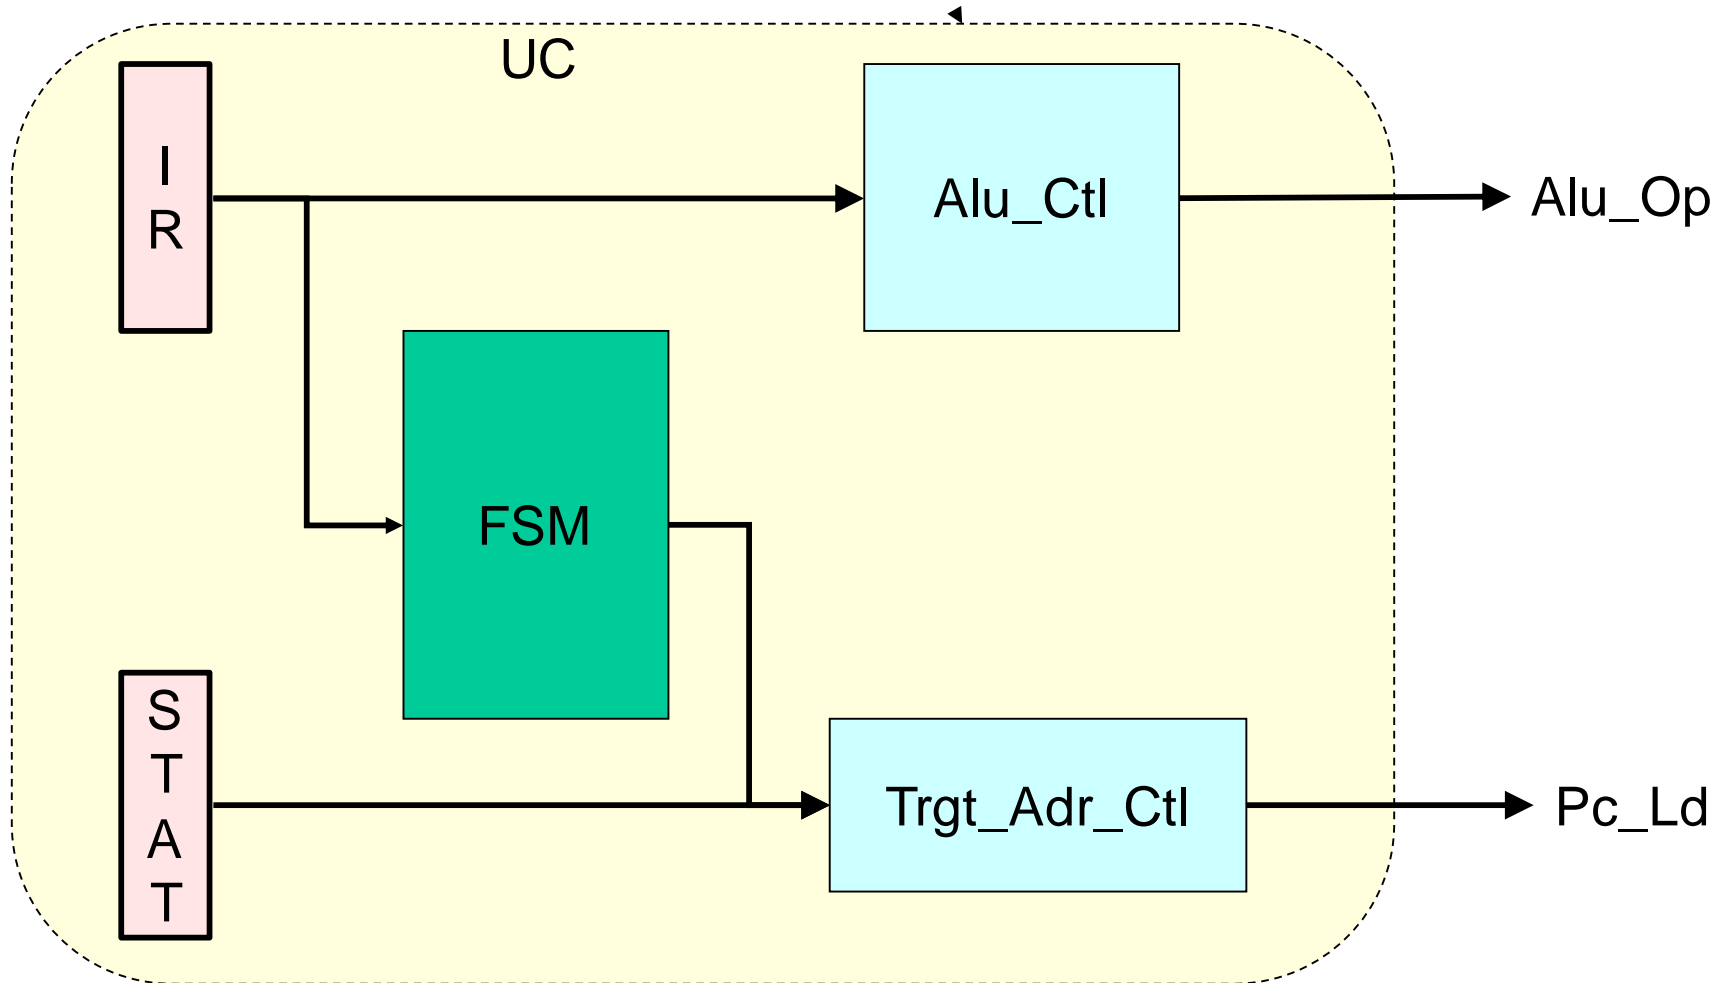 UC
I
R
Alu_Ctl
Alu_Op
FSM
S
T
A
T
Trgt_Adr_Ctl
Pc_Ld